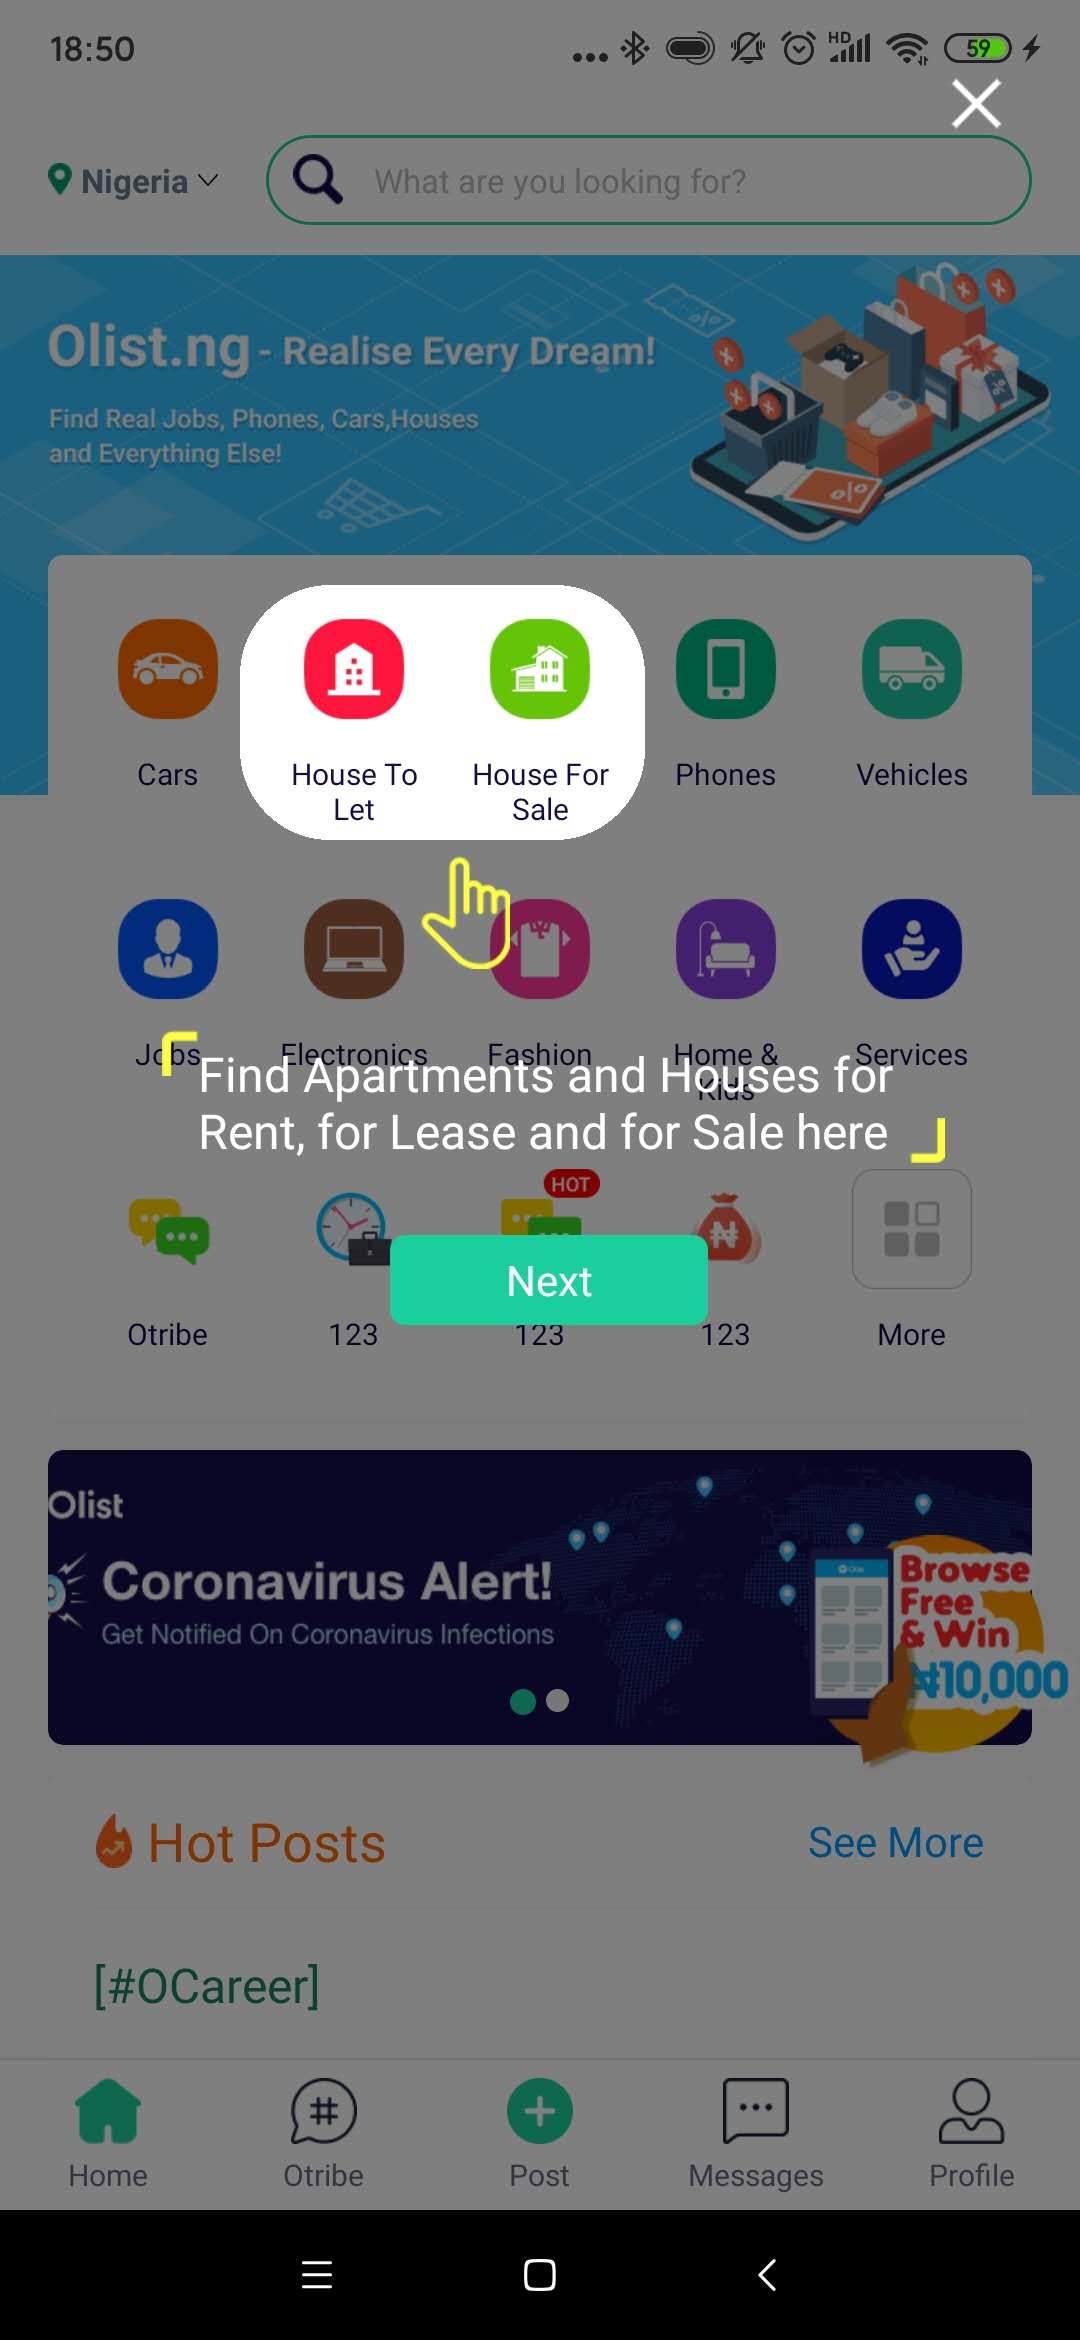 18:50
HD
59
Nigeria
What are you looking for?
Olist.ng - Realise Every Dream!
Find Real Jobs, Phones, Cars,Houses
and Everything Else!
Cars
House To
Let
House For
Sale
Phones
Vehicles
Jobs
Electronics
Fashion
Home &
Kids
Services
Find Apartments and Houses for
Rent, for Lease and for Sale here
HOT
Next
Otribe
123
123
123
More
Olist
Coronavirus Alert!
Get Notified On Coronavirus Infections
Browse
Free
& Win
₦10,000
Hot Posts
See More
[#OCareer]
Home
Otribe
Post
Messages
Profile